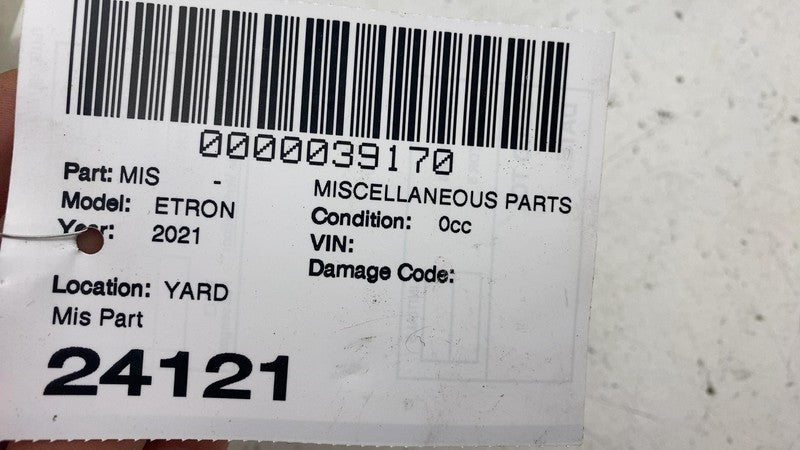 0000039170
Part: MIS - MISCELLANEOUS PARTS
Model: ETRON Condition: 0cc
Year: 2021 VIN:
Damage Code:
Location: YARD
Mis Part
24121